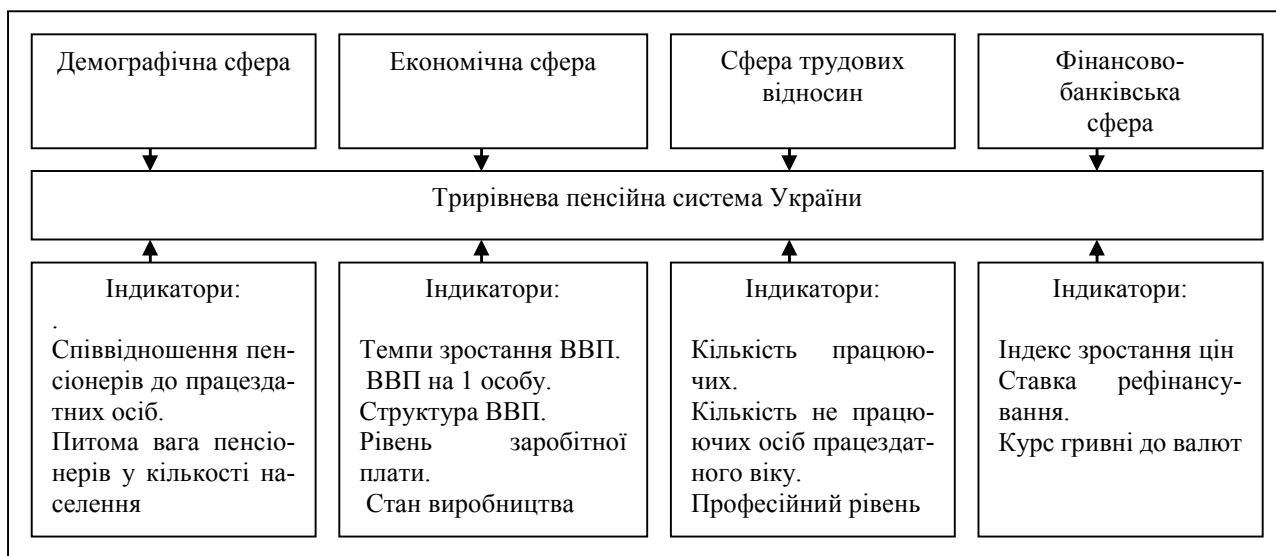 Демографічна сфера
Економічна сфера
Сфера трудових
відносин
Фінансово-
банківська
сфера
Трирівнева пенсійна система України
Індикатори:
.
Співвідношення пен-
сіонерів до працезда-
тних осіб.
Питома вага пенсіо-
нерів у кількості на-
селення
Індикатори:
Темпи зростання ВВП.
ВВП на 1 особу.
Структура ВВП.
Рівень заробітної
плати.
Стан виробництва
Індикатори:
Кількість працюю-
чих.
Кількість не працю-
ючих осіб працездат-
ного віку.
Професійний рівень
Індикатори:
Індекс зростання цін
Ставка рефінансу-
вання.
Курс гривні до валют